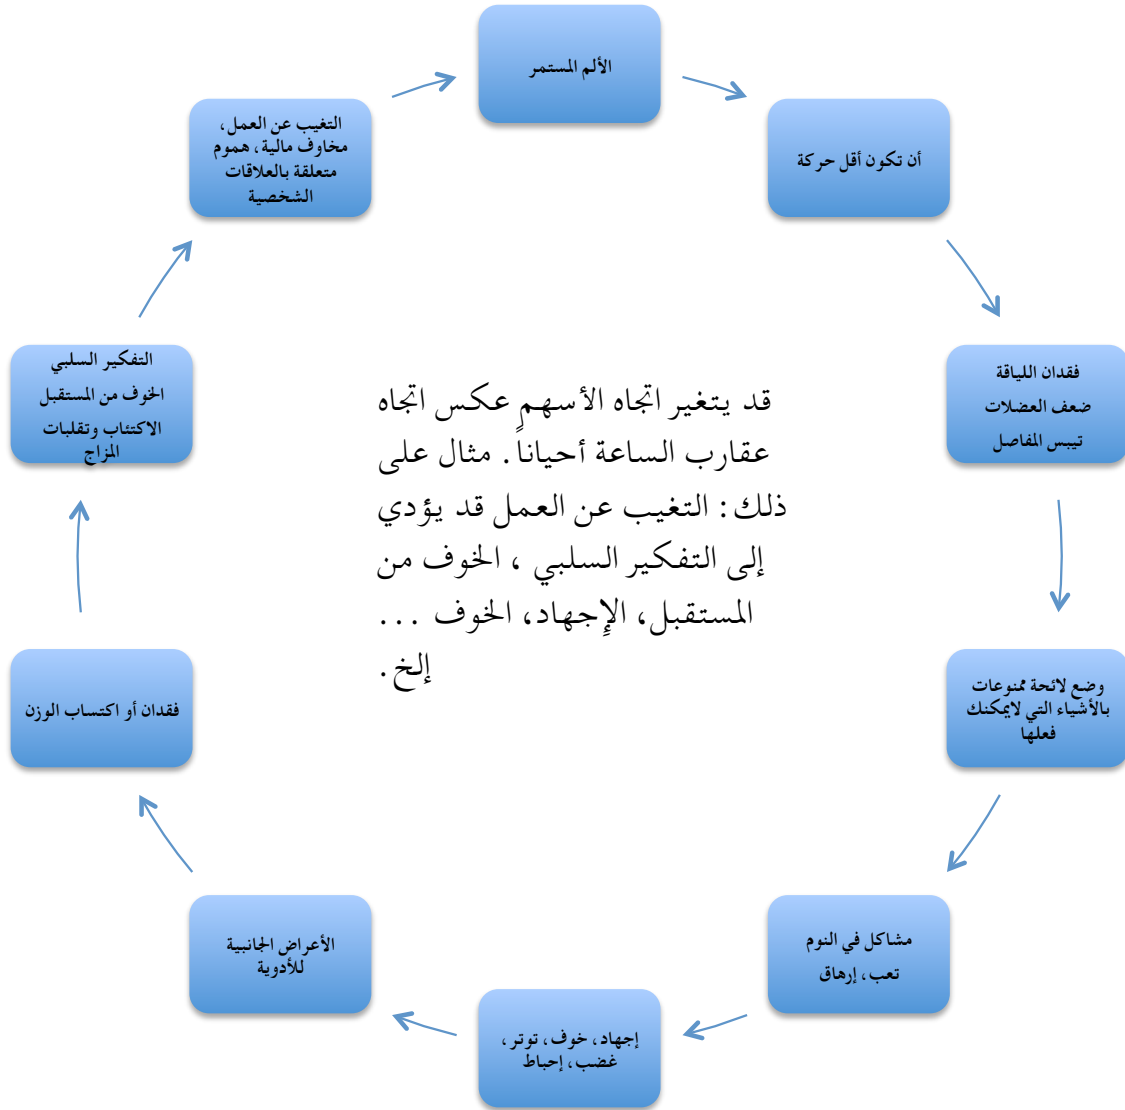 الألم المستمر
أن تكون أقل حركة
فقدان اللياقة
ضعف العضلات
تيبس المفاصل
وضع لائحة ممنوعات
بالأشياء التي لايمكنك
فعلها
مشاكل في النوم
تعب، إرهاق
إجهاد، خوف، توتر،
غضب، إحباط
الأعراض الجانبية
للأدوية
فقدان أو اكتساب الوزن
التفكير السلبي
الخوف من المستقبل
الاكتئاب وتقلبات
المزاج
التغيب عن العمل،
مخاوف مالية، هموم
متعلقة بالعلاقات
الشخصية
قد يتغير اتجاه الأسهم عكس اتجاه
عقارب الساعة أحياناً. مثال على
ذلك: التغيب عن العمل قد يؤدي
إلى التفكير السلبي ، الخوف من
المستقبل، الإِجهاد، الخوف ...
إلخ.